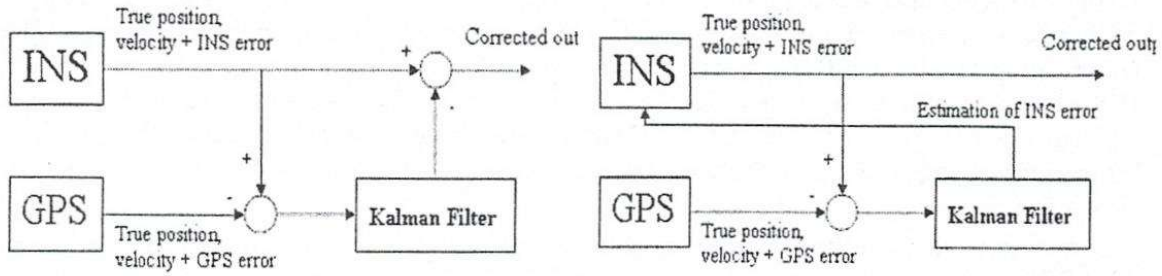 True position,
velocity + INS error
INS
+
Corrected out
-
+
-
GPS
Kalman Filter
True position,
velocity + GPS error
True position,
velocity + INS error
INS
Corrected outp
Estimation of INS error
+
-
GPS
Kalman Filter
True position,
velocity + GPS error